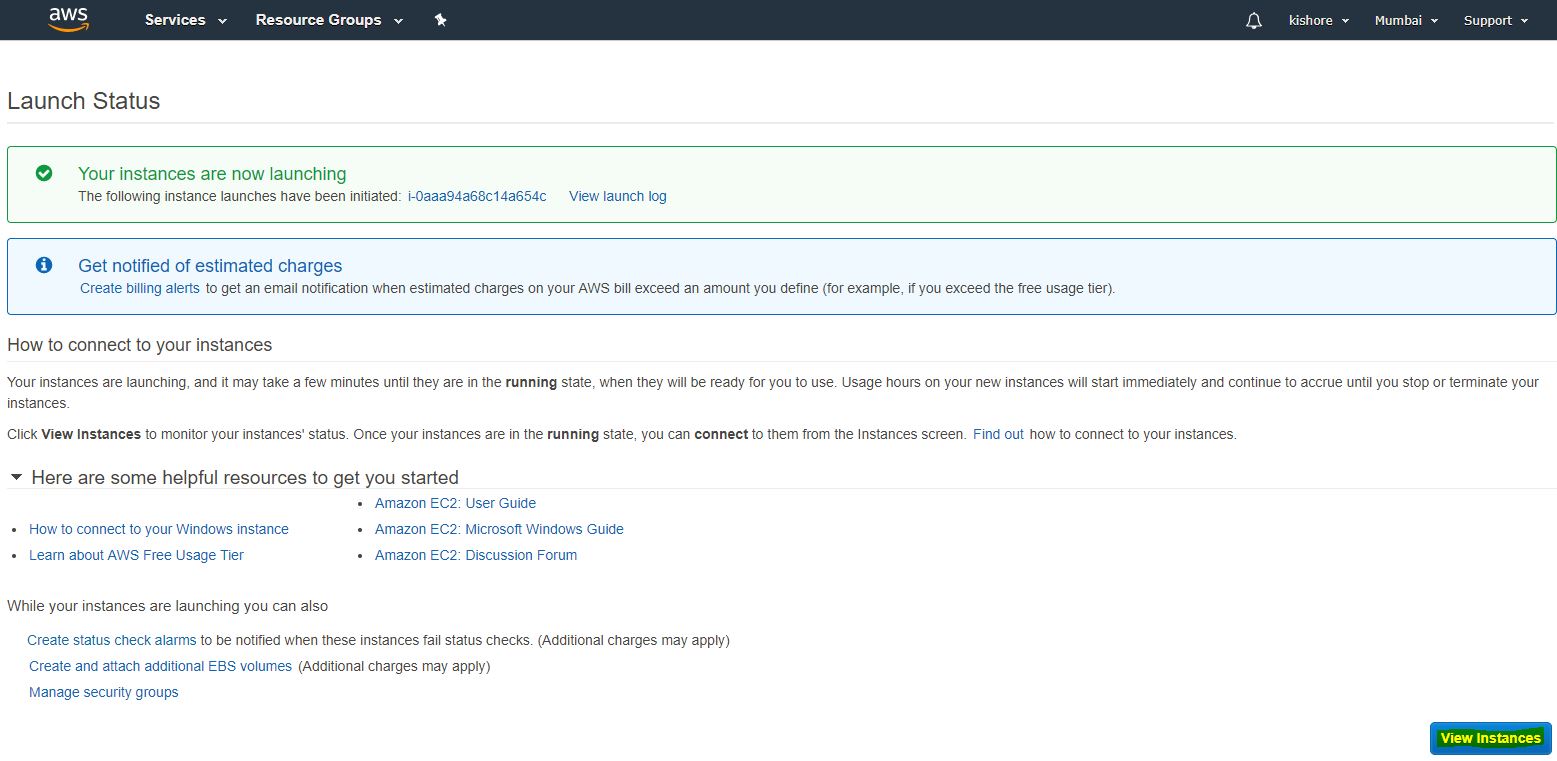 aws Services Resource Groups kishore Mumbai Support
Launch Status
Your instances are now launching
The following instance launches have been initiated: i-0aaa94a68c14a654c View launch log
Get notified of estimated charges
Create billing alerts to get an email notification when estimated charges on your AWS bill exceed an amount you define (for example, if you exceed the free usage tier).
How to connect to your instances
Your instances are launching, and it may take a few minutes until they are in the running state, when they will be ready for you to use. Usage hours on your new instances will start immediately and continue to accrue until you stop or terminate your
instances.
Click View Instances to monitor your instances' status. Once your instances are in the running state, you can connect to them from the Instances screen. Find out how to connect to your instances.
Here are some helpful resources to get you started
• Amazon EC2: User Guide
• How to connect to your Windows instance • Amazon EC2: Microsoft Windows Guide
• Learn about AWS Free Usage Tier • Amazon EC2: Discussion Forum
While your instances are launching you can also
Create status check alarms to be notified when these instances fail status checks. (Additional charges may apply)
Create and attach additional EBS volumes (Additional charges may apply)
Manage security groups
View Instances